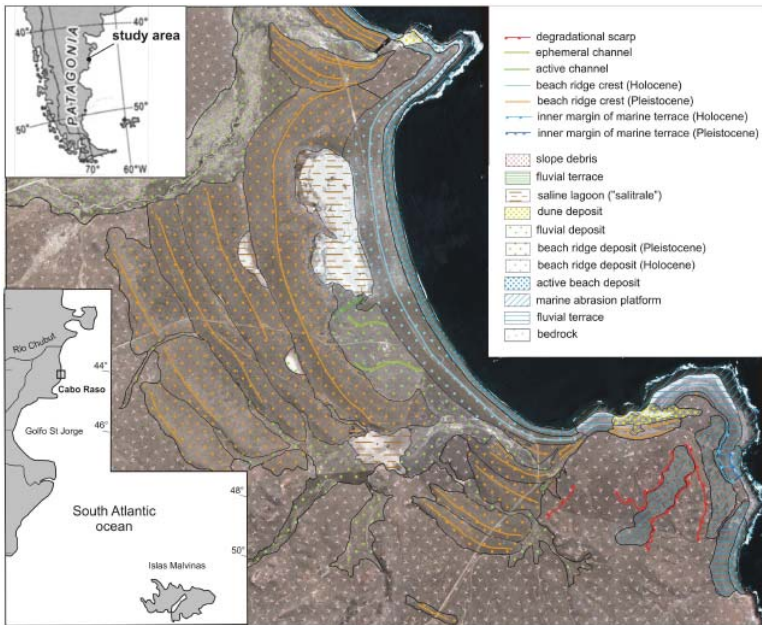 40°
40°
study area
PATAGONIA
50°
50°
70°
60°W
degradational scarp
ephemeral channel
active channel
beach ridge crest (Holocene)
beach ridge crest (Pleistocene)
inner margin of marine terrace (Holocene)
inner margin of marine terrace (Pleistocene)
slope debris
fluvial terrace
saline lagoon ("salitrale")
dune deposit
fluvial deposit
beach ridge deposit (Pleistocene)
beach ridge deposit (Holocene)
active beach deposit
marine abrasion platform
fluvial terrace
bedrock
Río Chubut
44°
Cabo Raso
Golfo St Jorge
46°
48°
South Atlantic
ocean
50°
Islas Malvinas